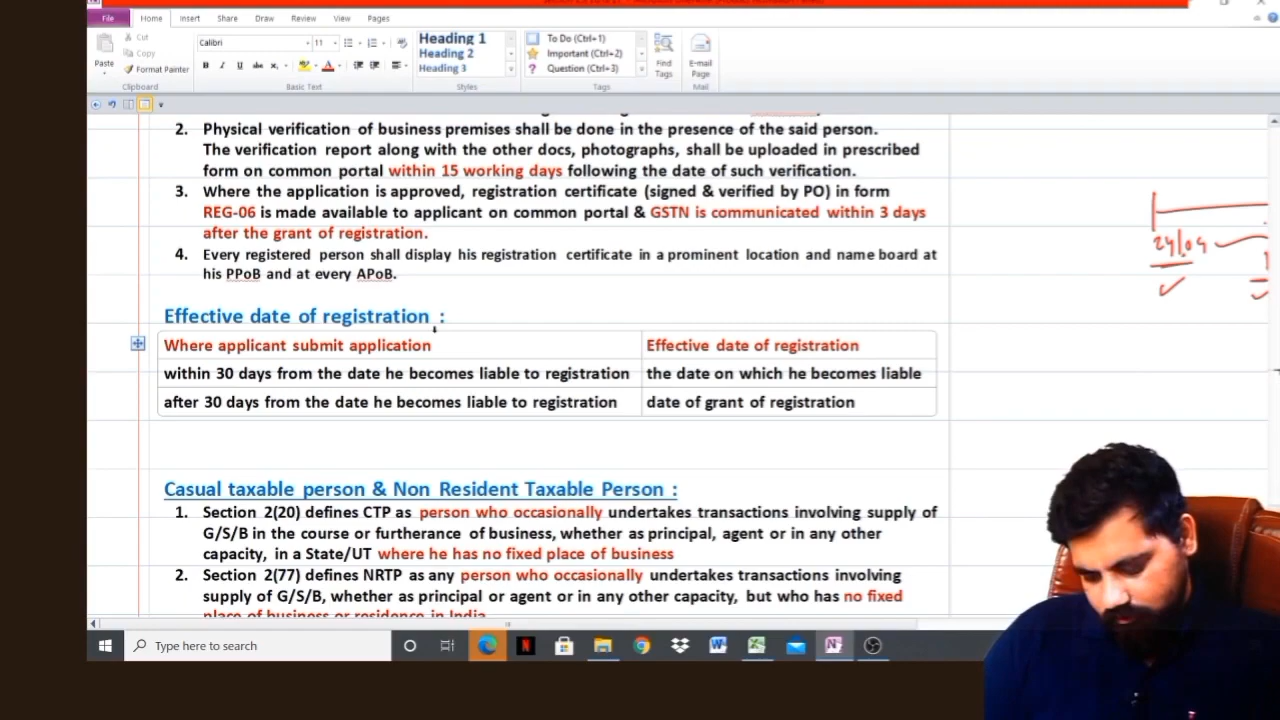 File Home Insert Share Draw Review View Pages
Cut
Copy
Format Painter
Paste
Clipboard
Calibri 11
B I U abc
Basic Text
Heading 1
Heading 2
Heading 3
Styles
To Do (Ctrl+1)
Important (Ctrl+2)
Question (Ctrl+3)
Tags
Find
Tags
E-mail
Page
Mail
2. Physical verification of business premises shall be done in the presence of the said person.
The verification report along with the other docs, photographs, shall be uploaded in prescribed
form on common portal within 15 working days following the date of such verification.
3. Where the application is approved, registration certificate (signed & verified by PO) in form
REG-06 is made available to applicant on common portal & GSTN is communicated within 3 days
after the grant of registration.
4. Every registered person shall display his registration certificate in a prominent location and name board at
his PPoB and at every APoB.
24/04
Effective date of registration :
Where applicant submit application Effective date of registration
within 30 days from the date he becomes liable to registration the date on which he becomes liable
after 30 days from the date he becomes liable to registration date of grant of registration
Casual taxable person & Non Resident Taxable Person :
1. Section 2(20) defines CTP as person who occasionally undertakes transactions involving supply of
G/S/B in the course or furtherance of business, whether as principal, agent or in any other
capacity, in a State/UT where he has no fixed place of business
2. Section 2(77) defines NRTP as any person who occasionally undertakes transactions involving
supply of G/S/B, whether as principal or agent or in any other capacity, but who has no fixed
place of business or residence in India
Type here to search